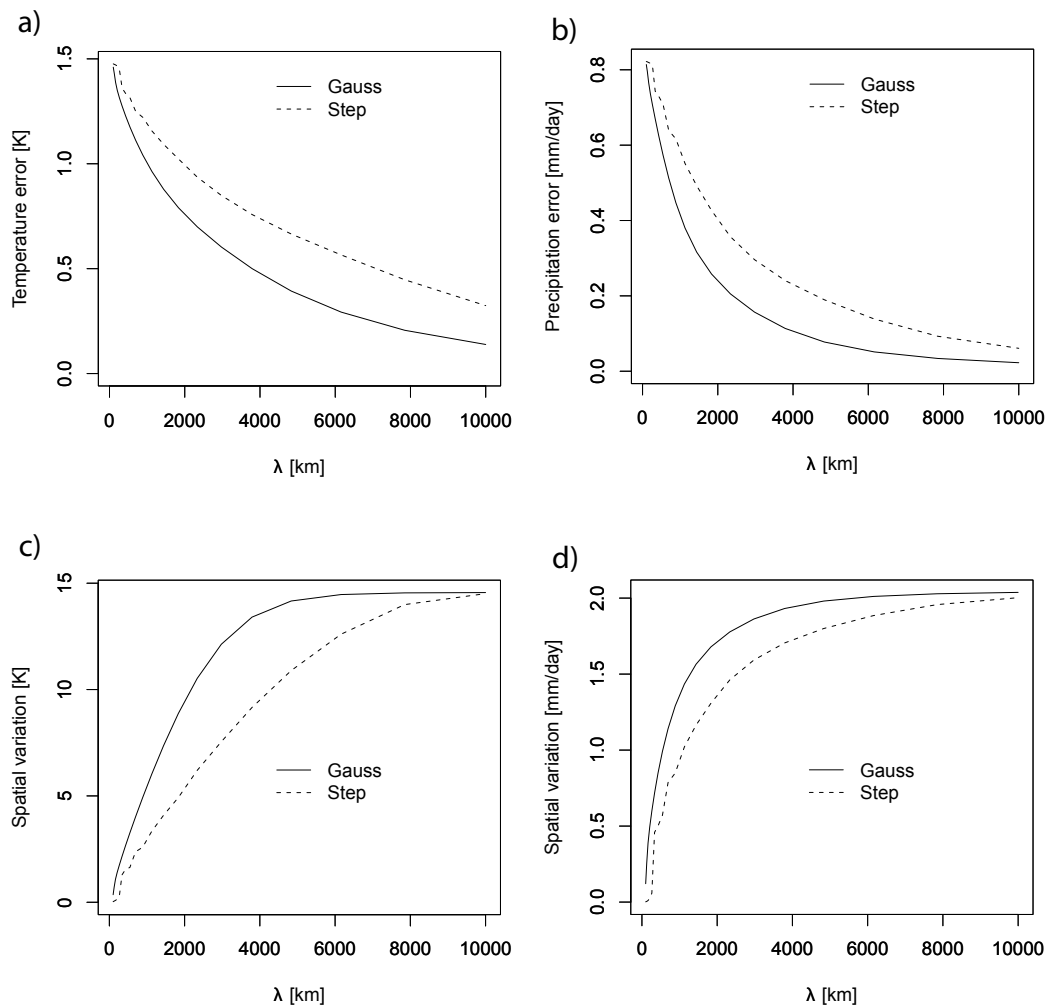 a)
1.5
1.0
0.5
0.0
Temperature error [K]
Gauss
Step
0 2000 4000 6000 8000 10000
λ [km]
b)
0.8
0.6
0.4
0.2
0.0
Precipitation error [mm/day]
Gauss
Step
0 2000 4000 6000 8000 10000
λ [km]
c)
15
10
5
0
Spatial variation [K]
Gauss
Step
0 2000 4000 6000 8000 10000
λ [km]
d)
2.0
1.5
1.0
0.5
0.0
Spatial variation [mm/day]
Gauss
Step
0 2000 4000 6000 8000 10000
λ [km]